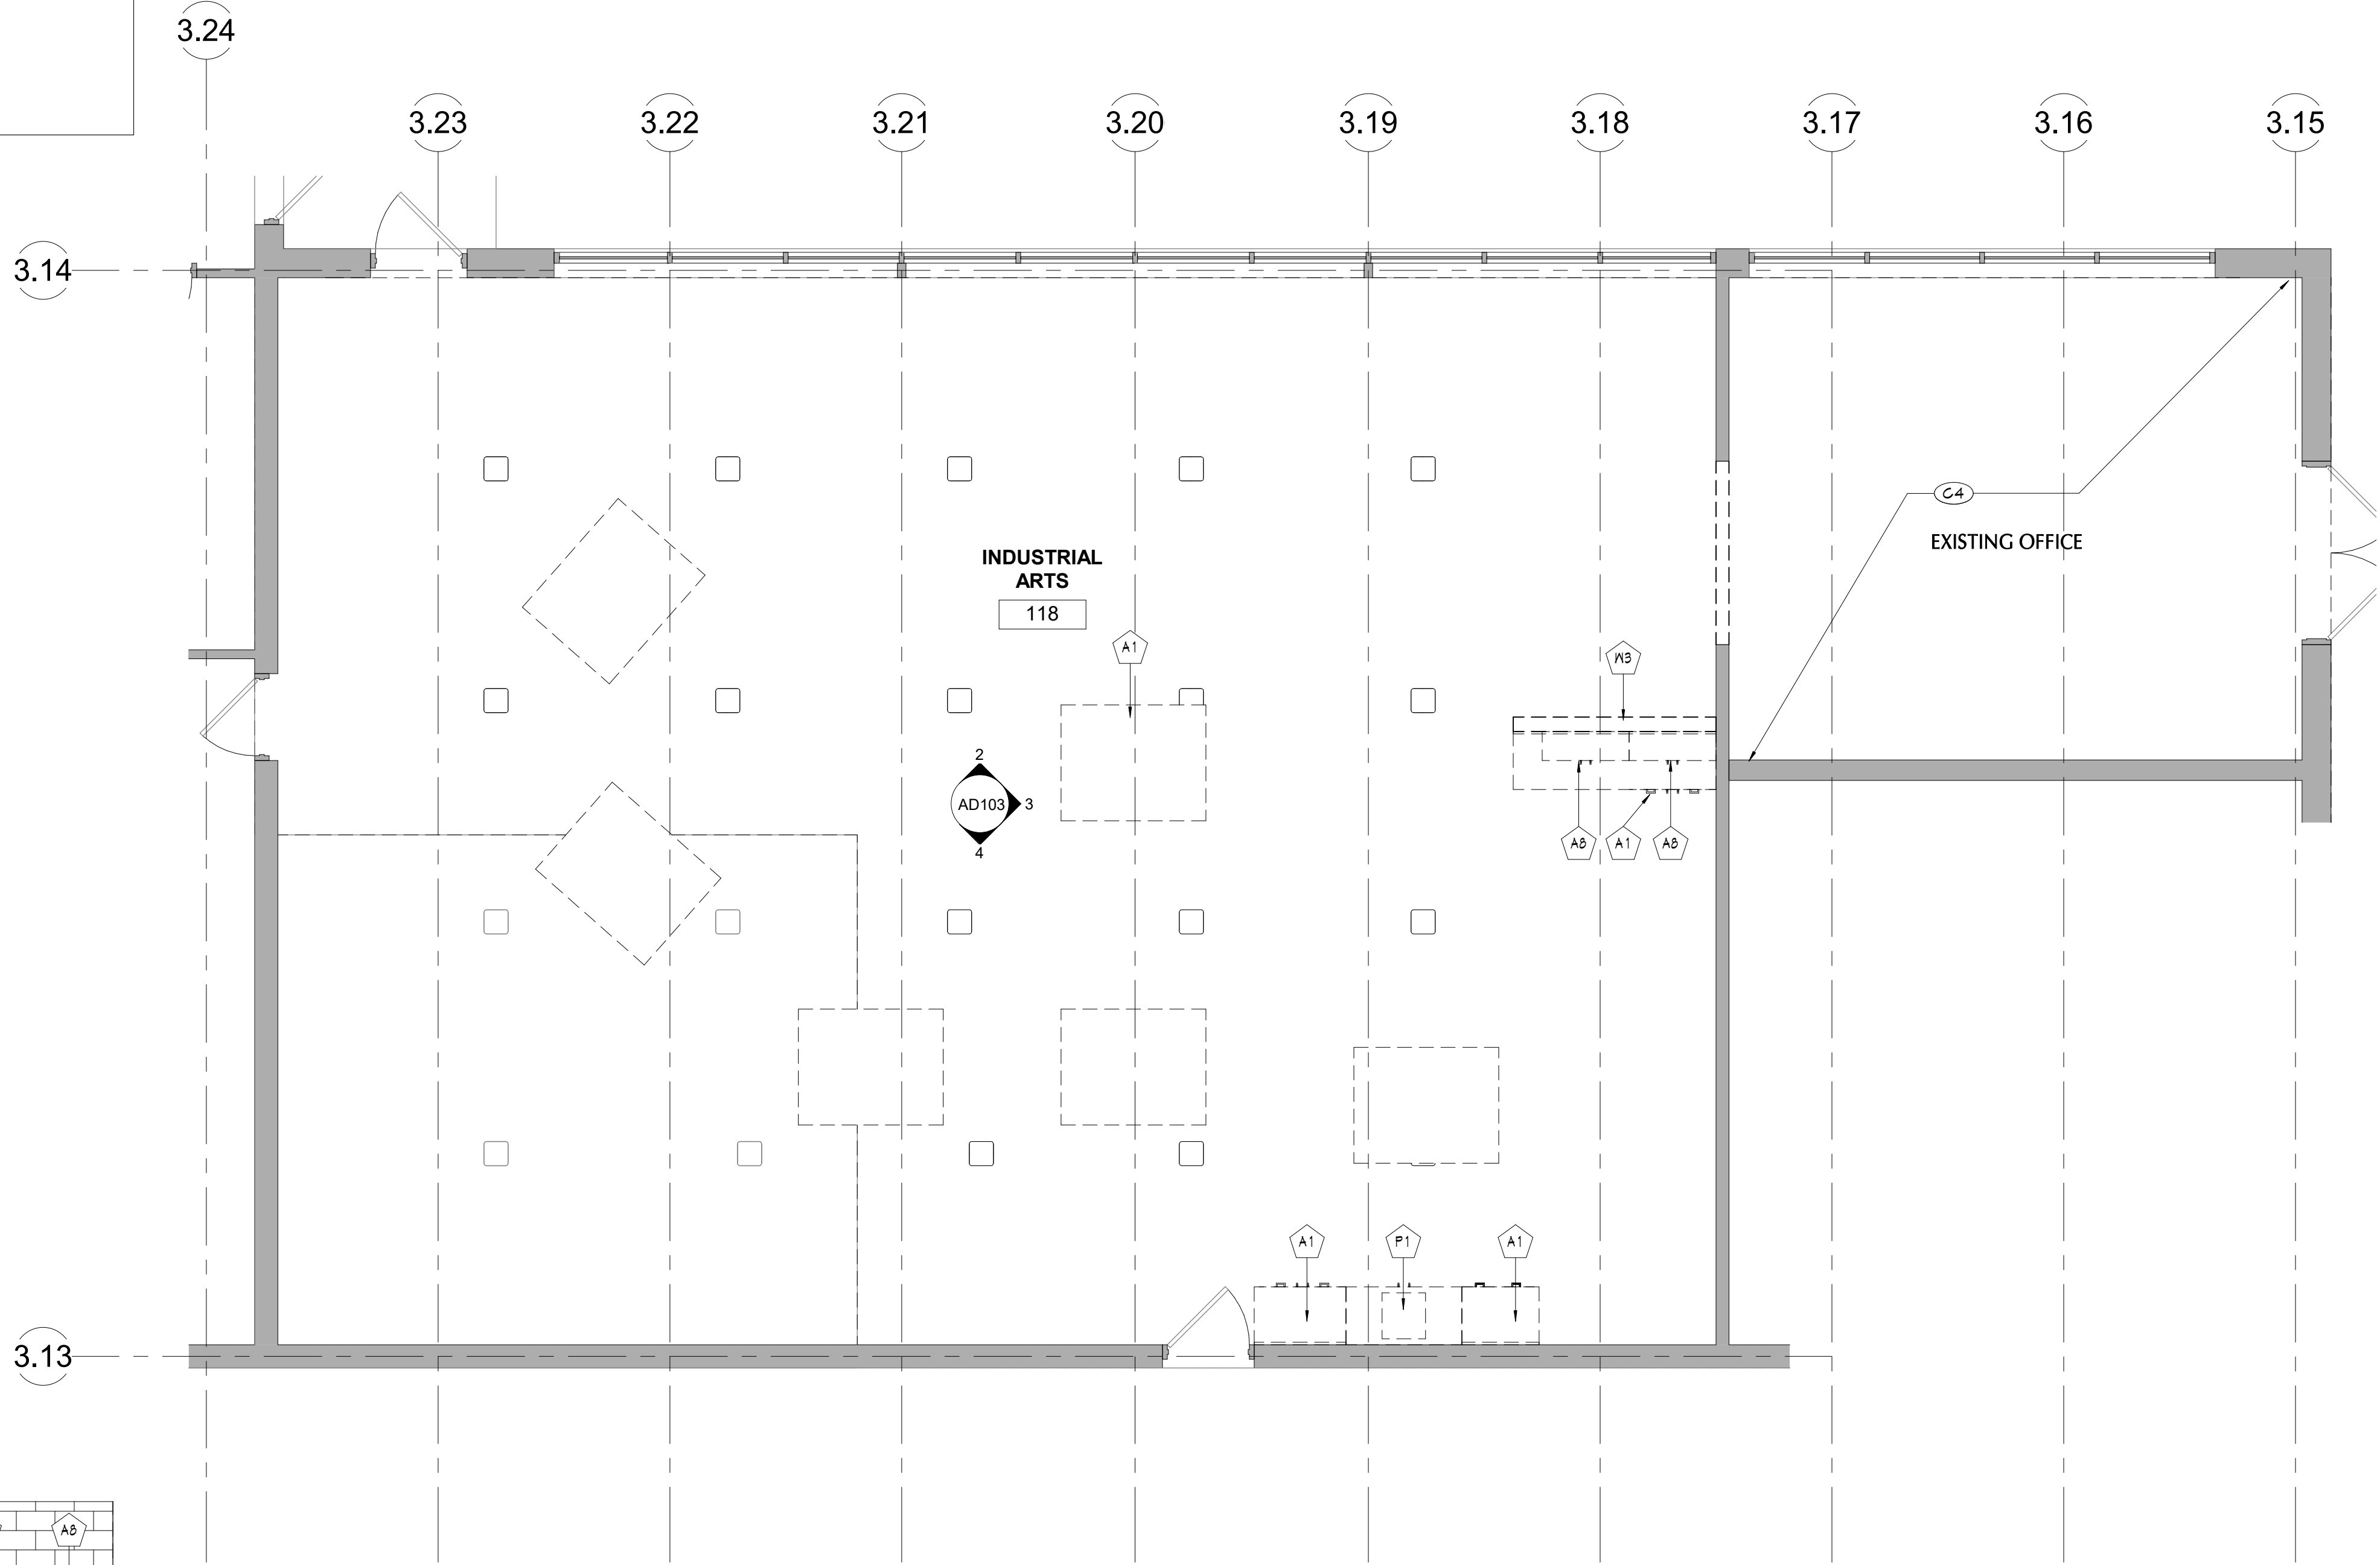 3.24
3.23
3.22
3.21
3.20
3.19
3.18
3.17
3.16
3.15
3.14
C4
EXISTING OFFICE
INDUSTRIAL
ARTS
118
A1
W3
2
AD103
3
4
A8
A1
A8
A1
P1
A1
3.13
A8